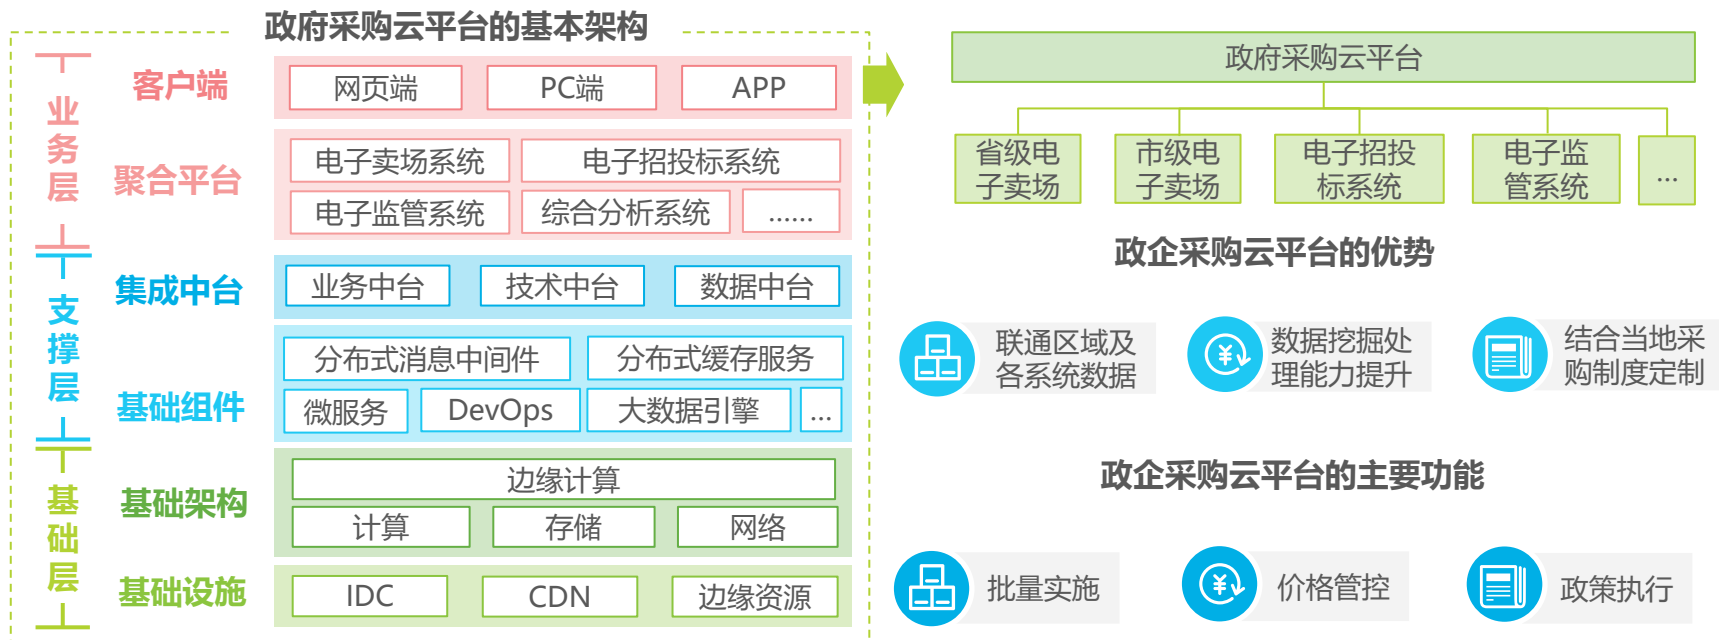 政府采购云平台的基本架构
业务层
客户端
网页端
PC端
APP
聚合平台
电子卖场系统
电子招投标系统
电子监管系统
综合分析系统
......
支撑层
集成中台
业务中台
技术中台
数据中台
基础组件
分布式消息中间件
分布式缓存服务
微服务
DevOps
大数据引擎
...
基础层
基础架构
边缘计算
计算
存储
网络
基础设施
IDC
CDN
边缘资源
政府采购云平台
省级电
子卖场
市级电
子卖场
电子招投
标系统
电子监
管系统
...
政企采购云平台的优势
联通区域及
各系统数据
数据挖掘处
理能力提升
结合当地采
购制度定制
政企采购云平台的主要功能
批量实施
价格管控
政策执行